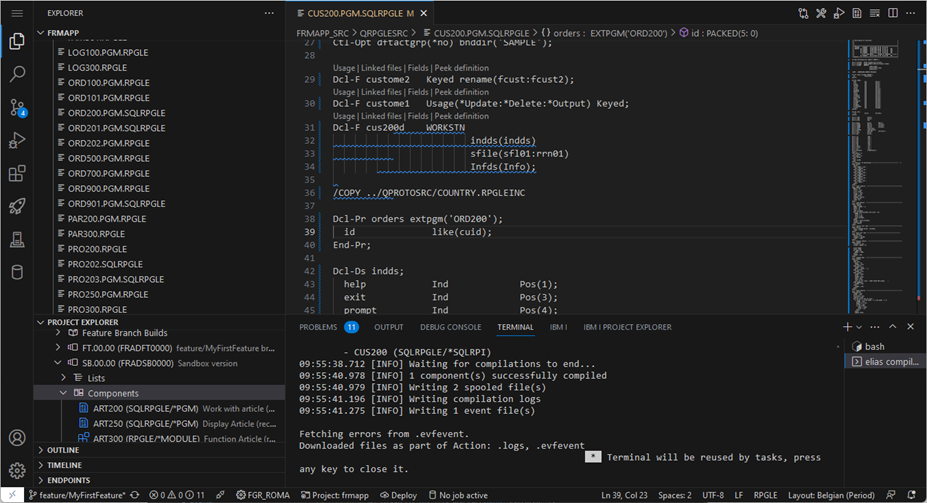 EXPLORER
FRMAPP
LOG100.PGM.RPGLE
LOG300.RPGLE
ORD100.PGM.RPGLE
ORD101.PGM.RPGLE
ORD200.PGM.SQLRPGLE
ORD201.PGM.SQLRPGLE
ORD202.PGM.RPGLE
ORD500.PGM.RPGLE
ORD700.PGM.RPGLE
ORD900.PGM.RPGLE
ORD901.PGM.SQLRPGLE
PAR200.PGM.RPGLE
PAR300.RPGLE
PRO200.RPGLE
PRO202.SQLRPGLE
PRO203.PGM.SQLRPGLE
PRO250.PGM.RPGLE
PRO300.RPGLE
PROJECT EXPLORER
Feature Branch Builds
FT.00.00 (FRADFT0000) feature/MyFirstFeature br...
SB.00.00 (FRADSB0000) Sandbox version
Lists
Components
ART200 (SQLRPGLE/*PGM) Work with article (...
ART250 (SQLRPGLE/*PGM) Display Article (rec...
ART300 (RPGLE/*MODULE) Function Article (...
OUTLINE
TIMELINE
ENDPOINTS
4
CUS200.PGM.SQLRPGLE M
FRMAPP_SRC > QRPGLESRC > CUS200.PGM.SQLRPGLE > {} orders : EXTPGM('ORD200') > id : PACKED(5: 0)
27 Ctl-Opt dftactgrp(*no) bnddir('SAMPLE');
28
Usage | Linked files | Fields | Peek definition
29 Dcl-F custome2 Keyed rename(fcust:fcust2);
Usage | Linked files | Fields | Peek definition
30 Dcl-F custome1 Usage(*Update:*Delete:*Output) Keyed;
Usage | Linked files | Fields | Peek definition
31 Dcl-F cus200d WORKSTN
32 indds(indds)
33 sfile(sfl01:rrn01)
34 Infds(Info);
35
36 /COPY ../QPROTOSRC/COUNTRY.RPGLEINC
37
38 Dcl-Pr orders extpgm('ORD200');
39 id like(cuid);
40 End-Pr;
41
42 Dcl-Ds indds;
43 help Ind Pos(1);
44 exit Ind Pos(3);
45 prompt Ind Pos(4);
PROBLEMS 11 OUTPUT DEBUG CONSOLE TERMINAL IBM I IBM I PROJECT EXPLORER
- CUS200 (SQLRPGLE/*SQLRPI)
09:55:38.712 [INFO] Waiting for compilations to end...
09:55:40.978 [INFO] 1 component(s) successfully compiled
09:55:40.979 [INFO] Writing 2 spooled file(s)
09:55:41.196 [INFO] Writing compilation logs
09:55:41.275 [INFO] Writing 1 event file(s)
Fetching errors from .evfevent.
Downloaded files as part of Action: .logs, .evfevent
* Terminal will be reused by tasks, press
any key to close it.
bash
elias compil...
feature/MyFirstFeature* 0 0 11 FGR_ROMA Project: frmapp Deploy No job active Ln 39, Col 23 Spaces: 2 UTF-8 LF RPGLE Layout: Belgian (Period)